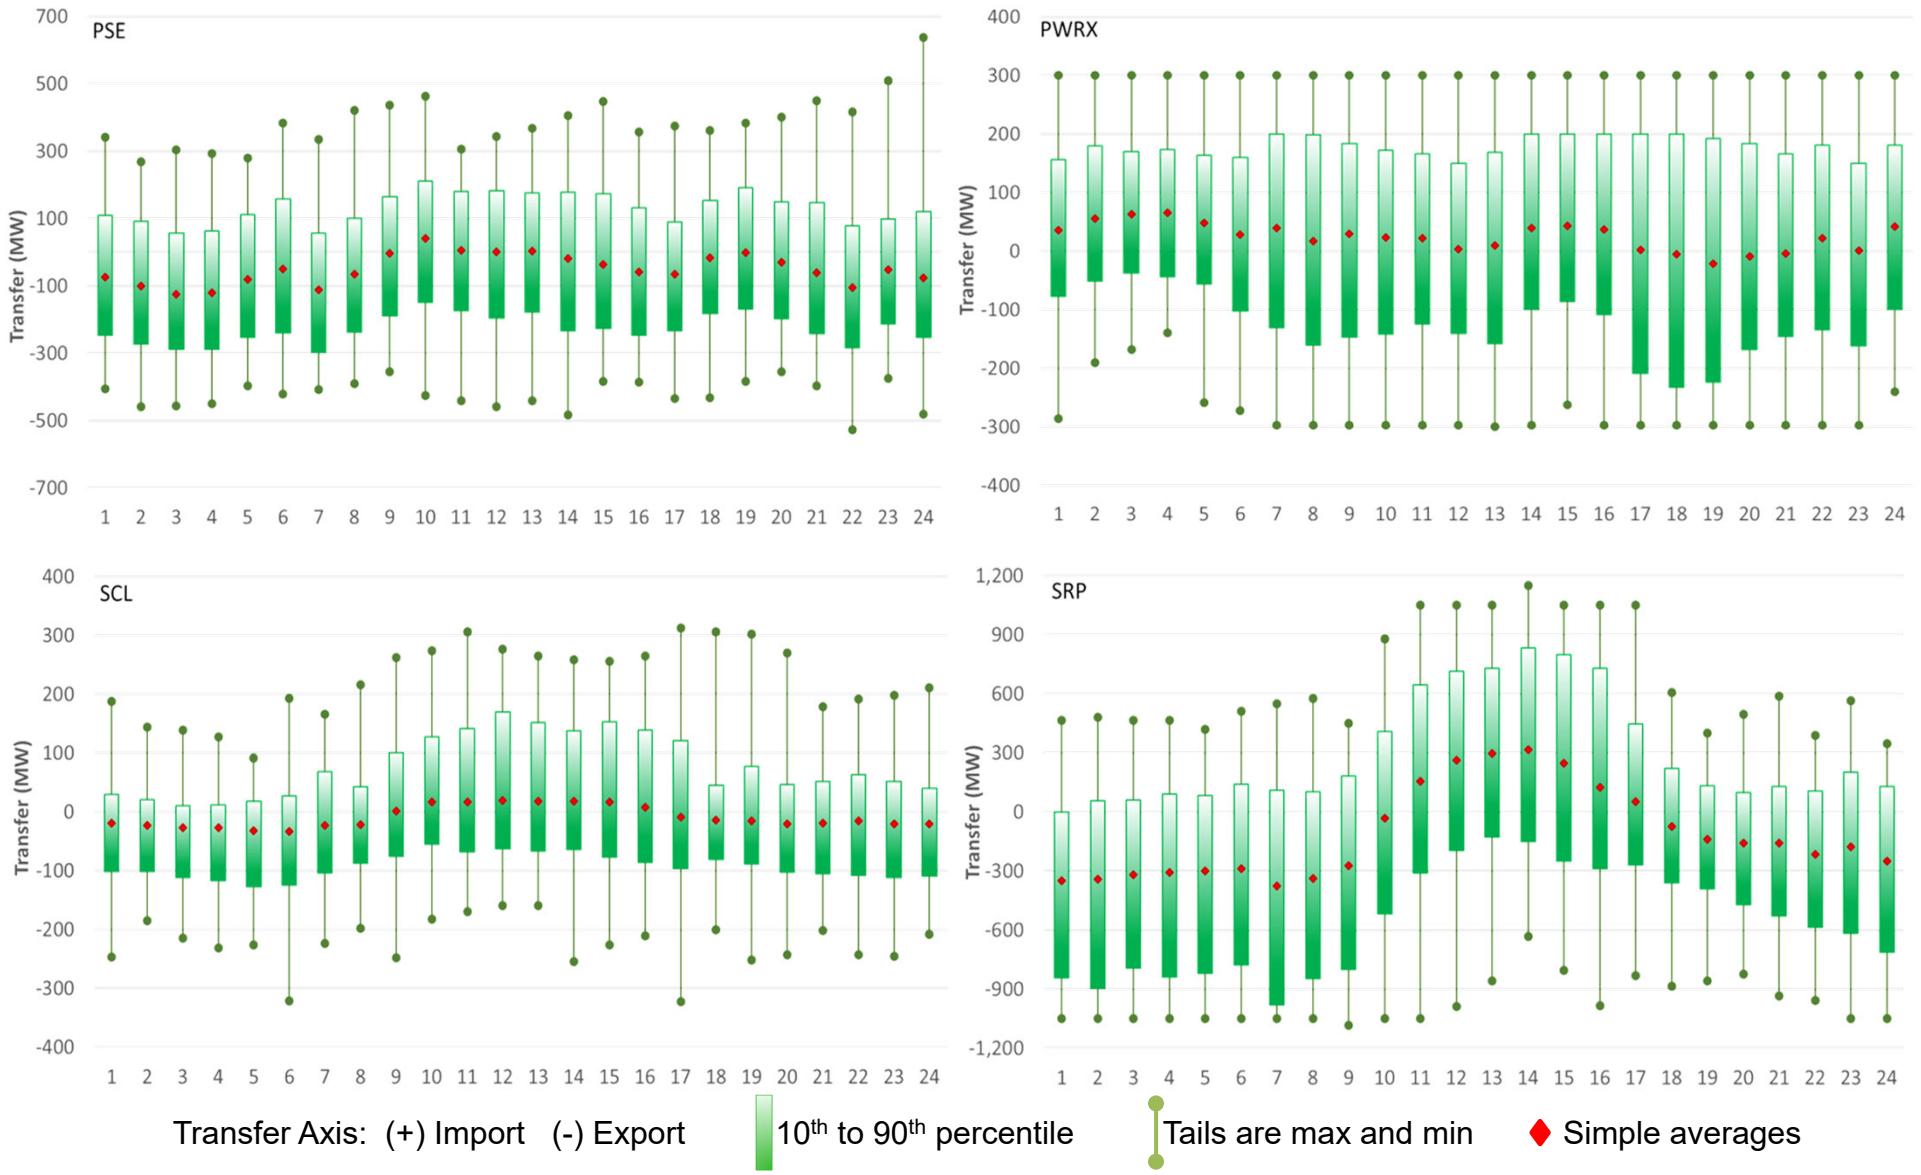 PSE
700
500
300
100
-100
-300
-500
-700
Transfer (MW)
1 2 3 4 5 6 7 8 9 10 11 12 13 14 15 16 17 18 19 20 21 22 23 24
PWRX
400
300
200
100
0
-100
-200
-300
-400
Transfer (MW)
1 2 3 4 5 6 7 8 9 10 11 12 13 14 15 16 17 18 19 20 21 22 23 24
SCL
400
300
200
100
0
-100
-200
-300
-400
Transfer (MW)
1 2 3 4 5 6 7 8 9 10 11 12 13 14 15 16 17 18 19 20 21 22 23 24
SRP
1,200
900
600
300
0
-300
-600
-900
-1,200
Transfer (MW)
1 2 3 4 5 6 7 8 9 10 11 12 13 14 15 16 17 18 19 20 21 22 23 24
Transfer Axis: (+) Import (-) Export 10th to 90th percentile Tails are max and min Simple averages